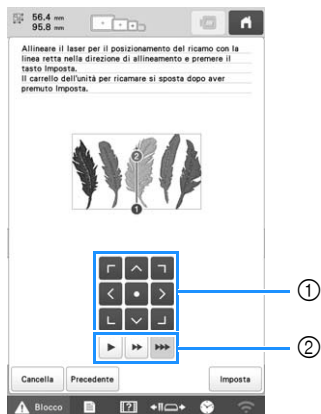 56.4 mm
95.8 mm
Allineare il laser per il posizionamento del ricamo con la
linea retta nella direzione di allineamento e premere il
tasto Imposta.
Il carrello dell'unità per ricamare si sposta dopo aver
premuto Imposta.
2
1
①
②
Cancella
Precedente
Imposta
Blocco